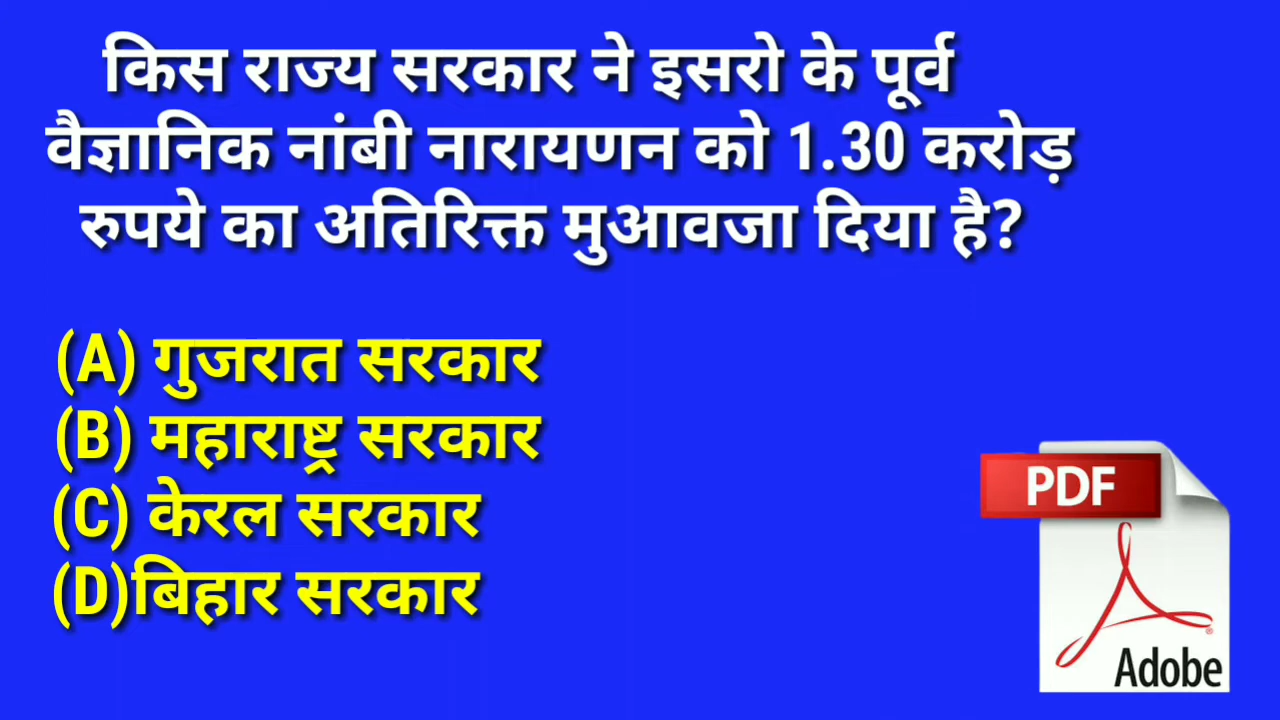 किस राज्य सरकार ने इसरो के पूर्व
वैज्ञानिक नांबी नारायणन को 1.30 करोड़
रुपये का अतिरिक्त मुआवजा दिया है?
(A) गुजरात सरकार
(B) महाराष्ट्र सरकार
(C) केरल सरकार
(D)बिहार सरकार
PDF
Adobe